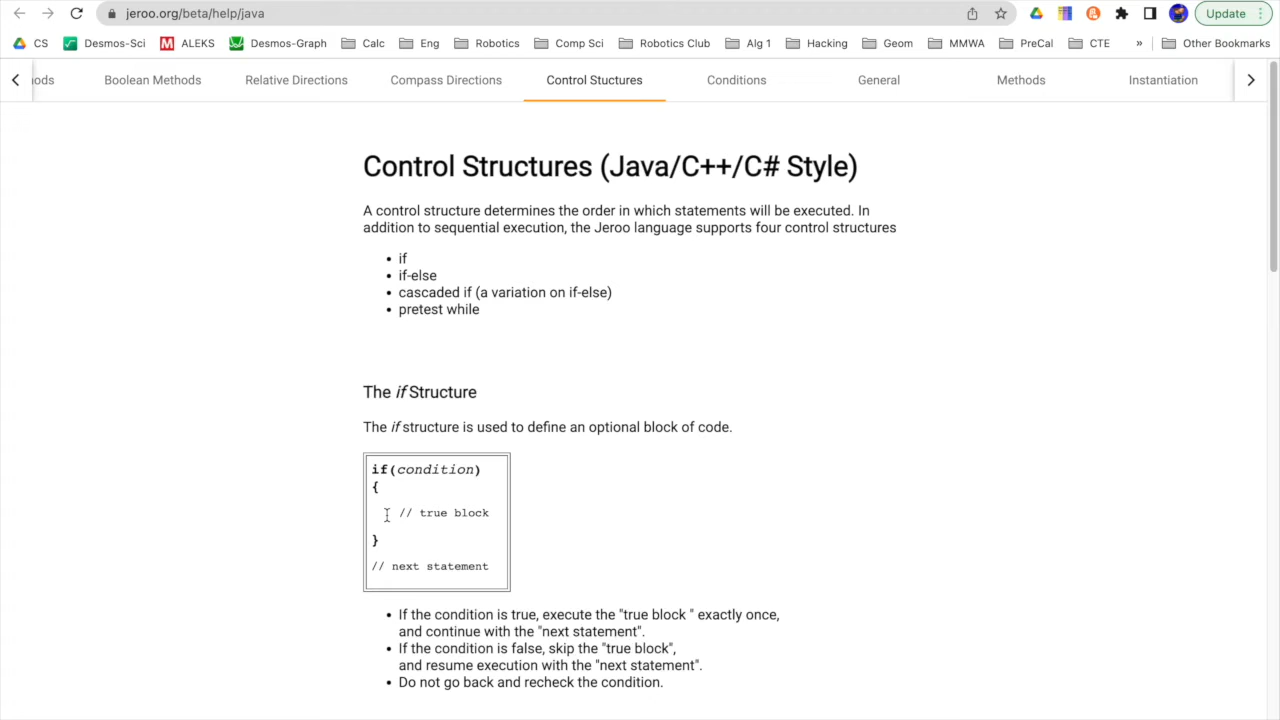 jeroo.org/beta/help/java
Update
CS Desmos-Sci ALEKS Desmos-Graph Calc Eng Robotics Comp Sci Robotics Club Alg 1 Hacking Geom MMWA PreCal CTE » Other Bookmarks
ods Boolean Methods Relative Directions Compass Directions Control Stuctures Conditions General Methods Instantiation
Control Structures (Java/C++/C# Style)
A control structure determines the order in which statements will be executed. In
addition to sequential execution, the Jeroo language supports four control structures
• if
• if-else
• cascaded if (a variation on if-else)
• pretest while
The if Structure
The if structure is used to define an optional block of code.
if(condition)
{
// true block
}
// next statement
• If the condition is true, execute the "true block " exactly once,
and continue with the "next statement".
• If the condition is false, skip the "true block",
and resume execution with the "next statement".
• Do not go back and recheck the condition.